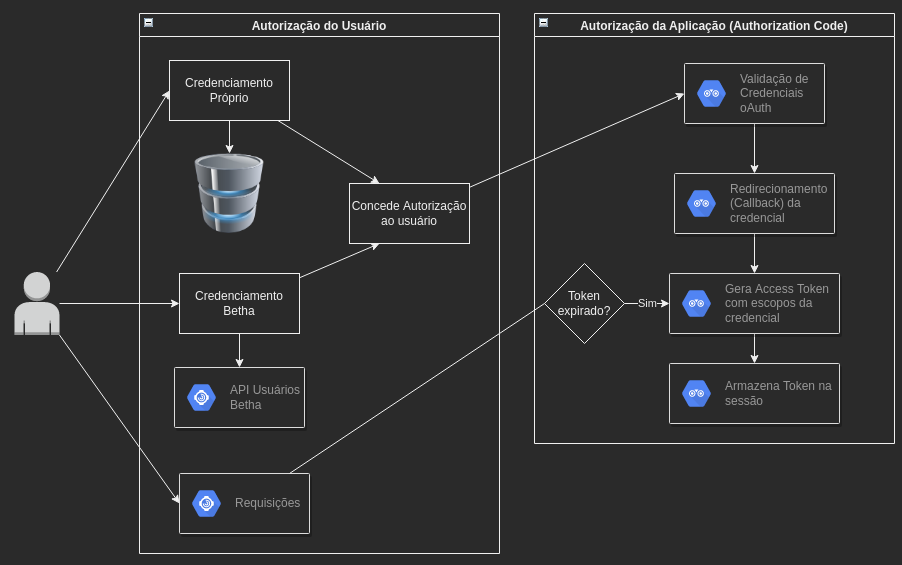 Autorização do Usuário
Credenciamento
Próprio
Concede Autorização
ao usuário
Credenciamento
Betha
API Usuários
Betha
Requisições
Autorização da Aplicação (Authorization Code)
Validação de
Credenciais
oAuth
Redirecionamento
(Callback) da
credencial
Token
expirado?
Sim
Gera Access Token
com escopos da
credencial
Armazena Token na
sessão